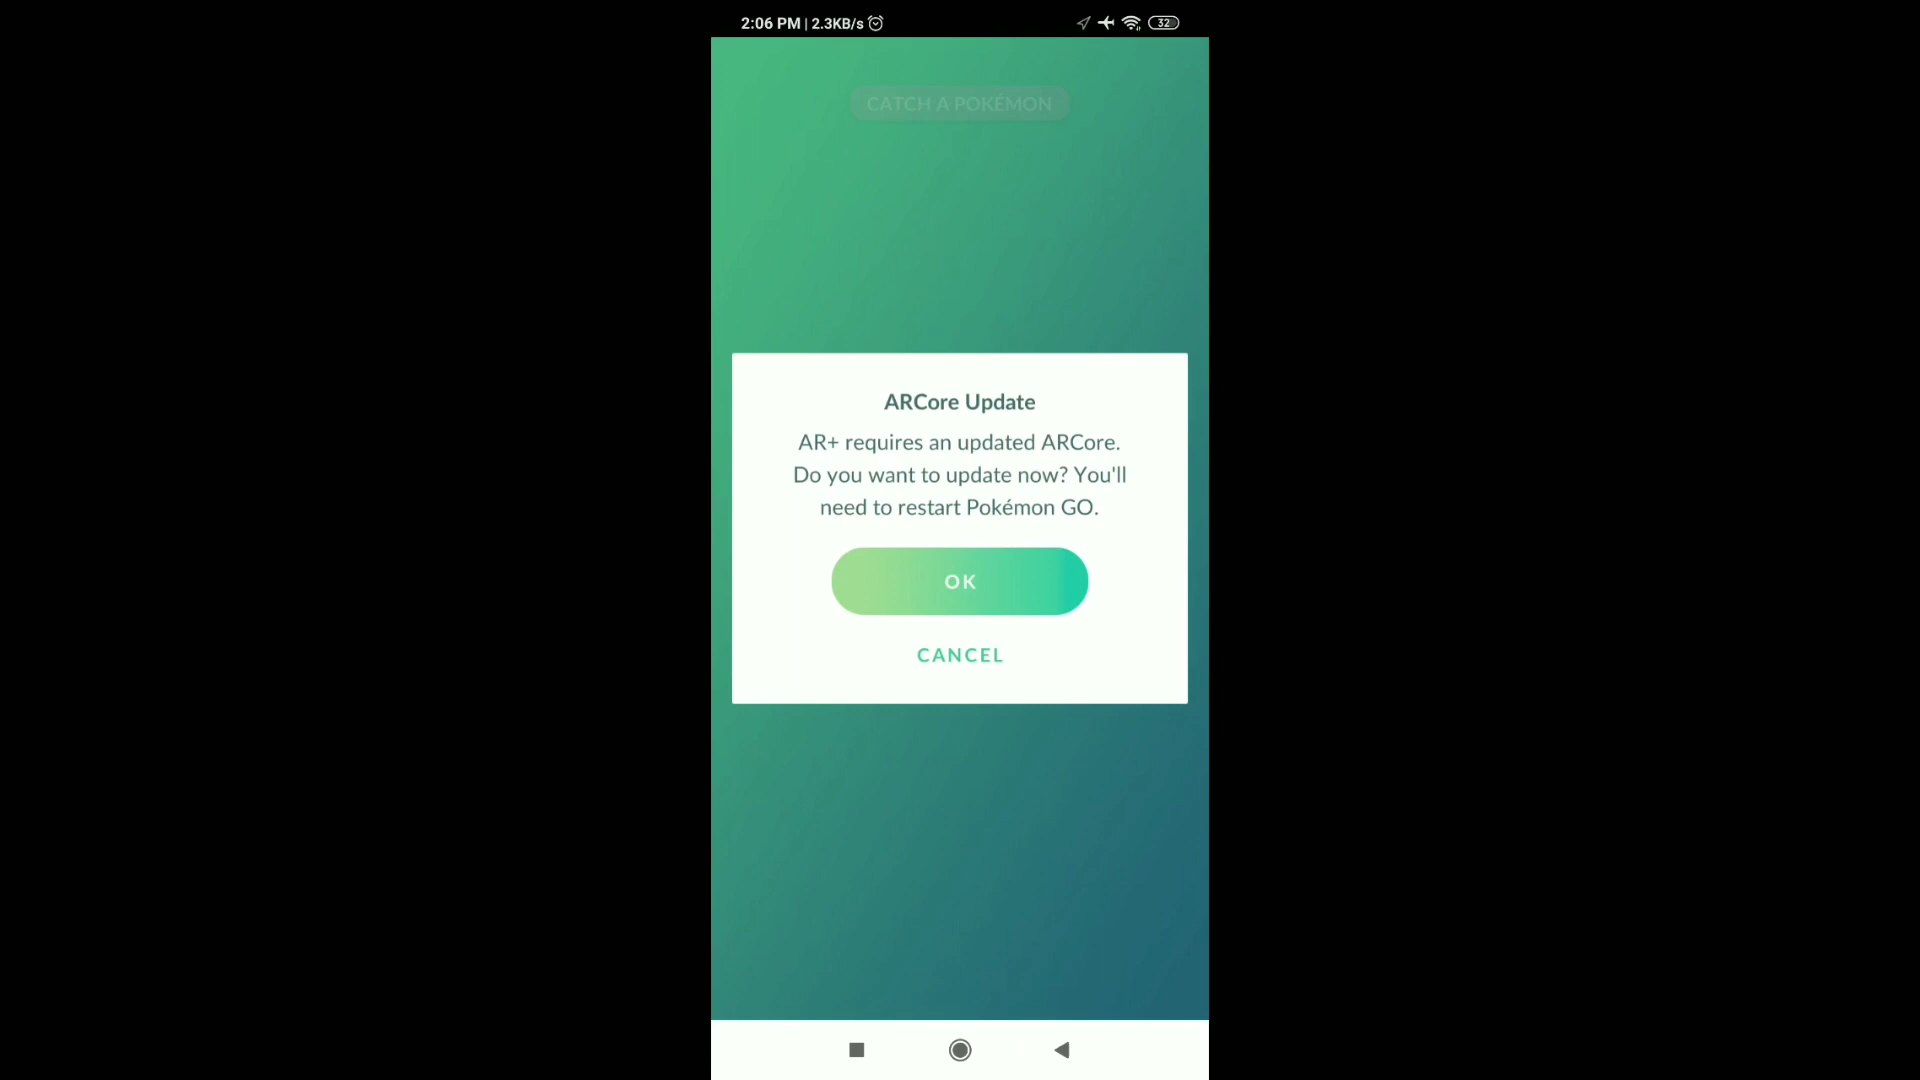 2:06 PM | 2.3KB/s 32
CATCH A POKÉMON
ARCore Update
AR+ requires an updated ARCore.
Do you want to update now? You'll
need to restart Pokémon GO.
OK
CANCEL